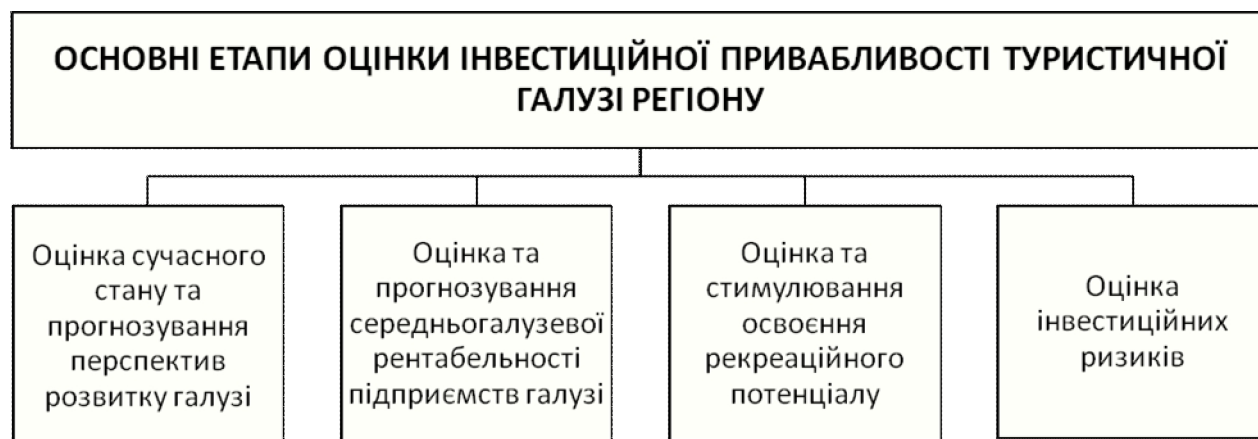 ОСНОВНІ ЕТАПИ ОЦІНКИ ІНВЕСТИЦІЙНОЇ ПРИВАБЛИВОСТІ ТУРИСТИЧНОЇ
ГАЛУЗІ РЕГІОНУ
Оцінка сучасного
стану та
прогнозування
перспектив
розвитку галузі
Оцінка та
прогнозування
середньогалузевої
рентабельності
підприємств галузі
Оцінка та
стимулювання
освоєння
рекреаційного
потенціалу
Оцінка
інвестиційних
ризиків